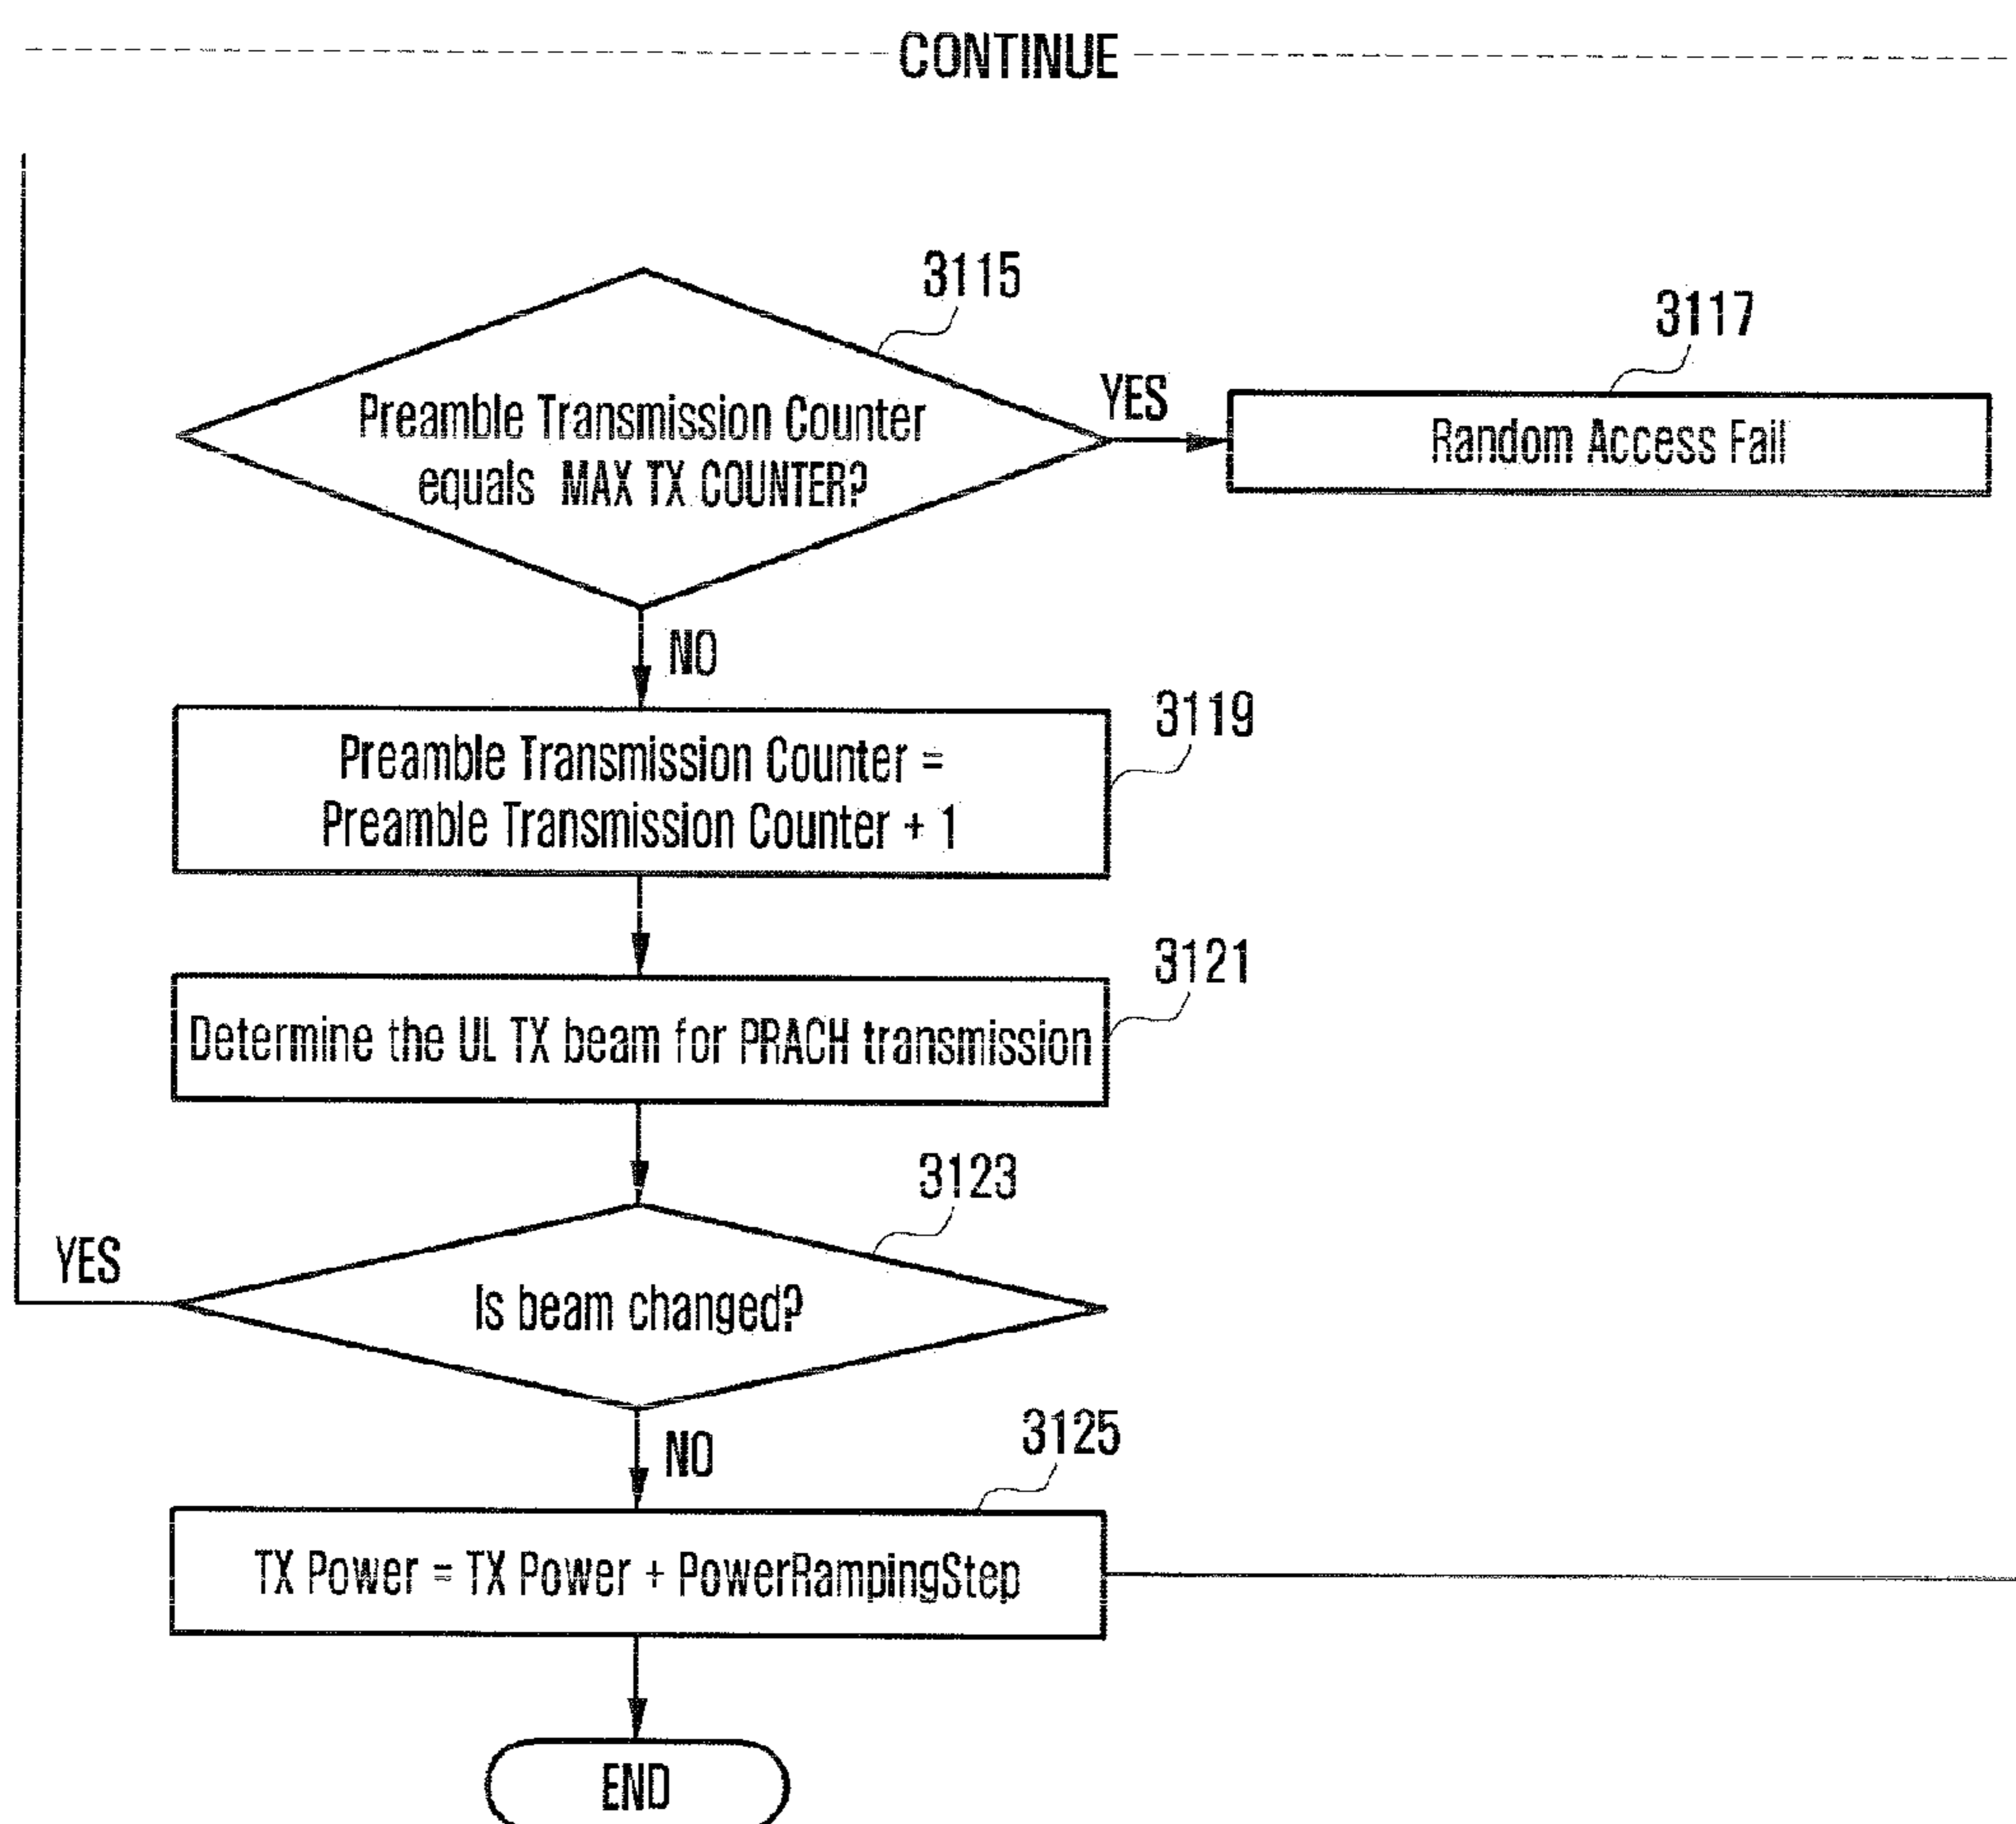 CONTINUE
3115
3117
Preamble Transmission Counter
equals MAX TX COUNTER?
YES
Random Access Fail
NO
3119
Preamble Transmission Counter =
Preamble Transmission Counter + 1
3121
Determine the UL TX beam for PRACH transmission
3123
YES
Is beam changed?
NO
3125
TX Power = TX Power + PowerRampingStep
END